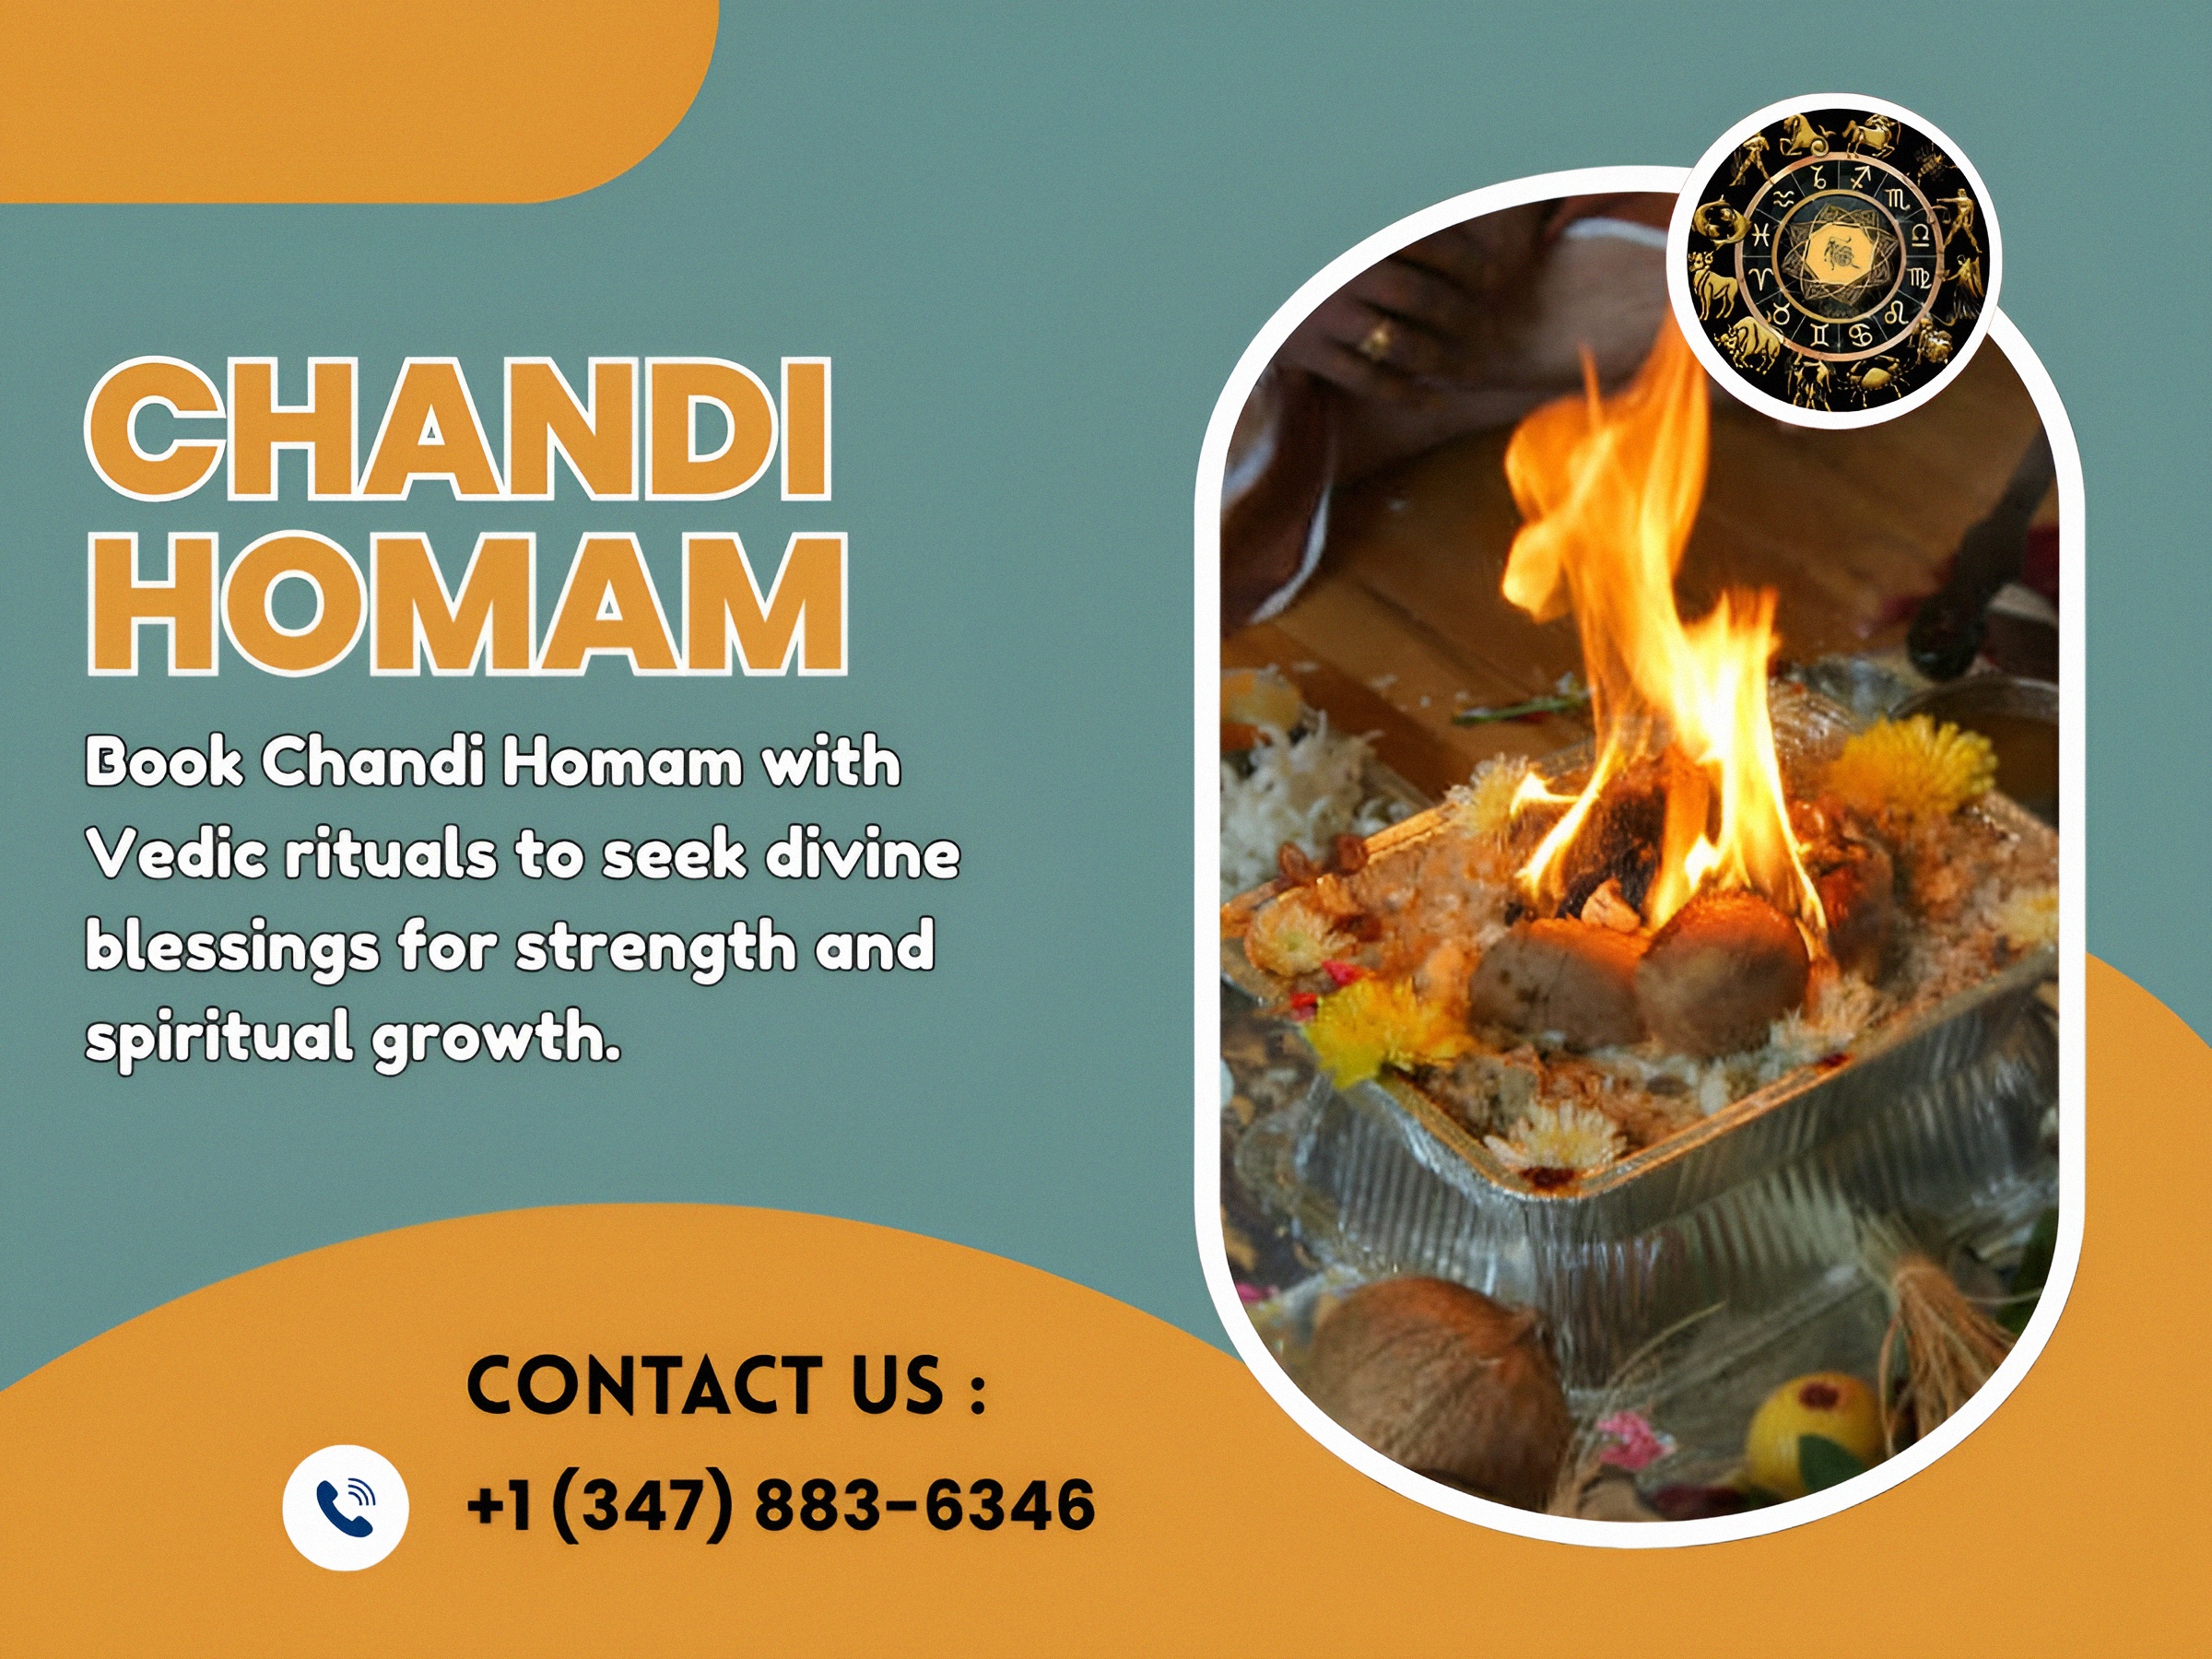 CHANDI
HOMAM
Book Chandi Homam with
Vedic rituals to seek divine
blessings for strength and
spiritual growth.
CONTACT US :
+1 (347) 883-6346